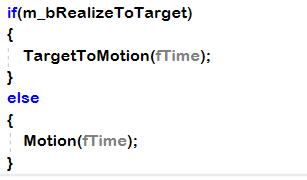 if(m_bRealizeToTarget)
{
    TargetToMotion(fTime);
}
else
{
    Motion(fTime);
}